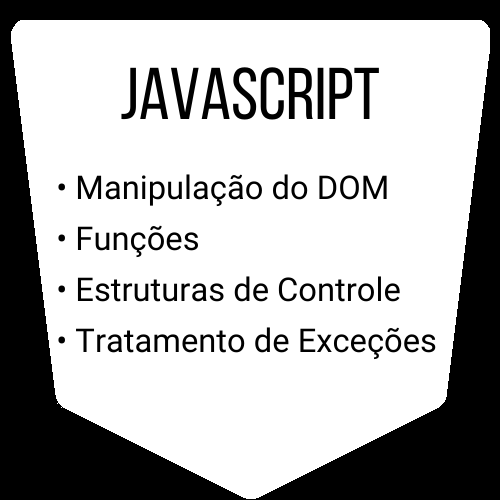 JAVASCRIPT
• Manipulação do DOM
• Funções
• Estruturas de Controle
• Tratamento de Exceções